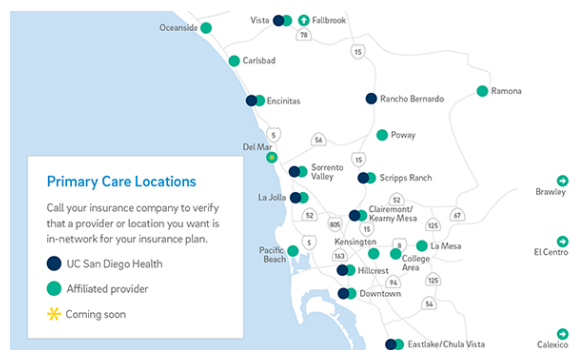 Oceanside
Vista
Fallbrook
78
15
Carlsbad
Encinitas
Rancho Bernardo
Ramona
5
56
Poway
Del Mar
15
Sorrento
Valley
Scripps Ranch
Brawley
La Jolla
52
52
Clairemont/
Kearny Mesa
67
805
15
125
Pacific
Beach
5
163
Kensington
8
La Mesa
College
Area
El Centro
Hillcrest
94
125
Downtown
54
Eastlake/Chula Vista
Calexico
Primary Care Locations
Call your insurance company to verify
that a provider or location you want is
in-network for your insurance plan.
UC San Diego Health
Affiliated provider
Coming soon